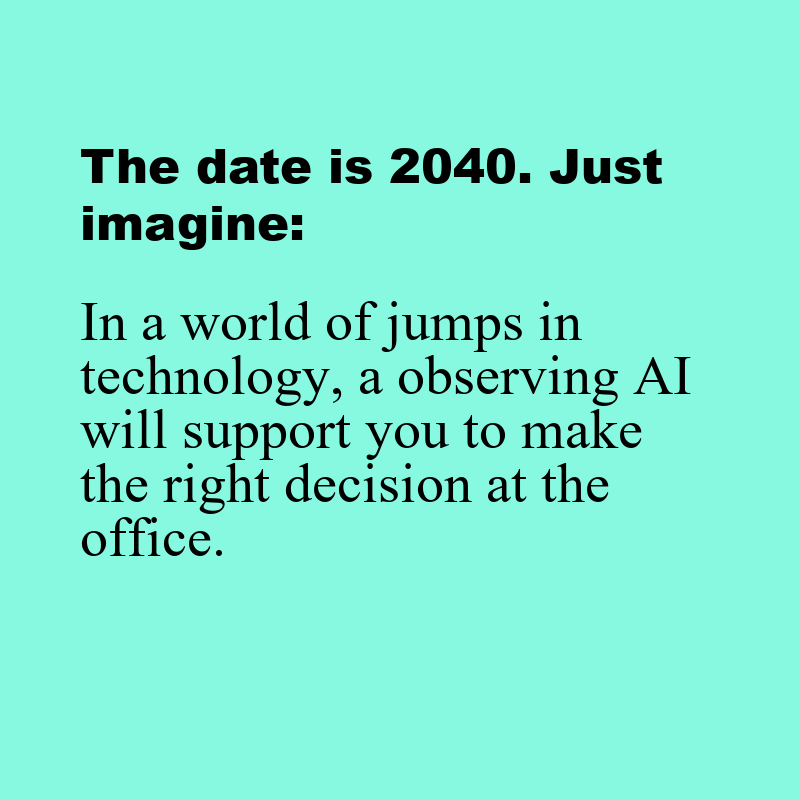 The date is 2040. Just
imagine:
In a world of jumps in
technology, a observing AI
will support you to make
the right decision at the
office.